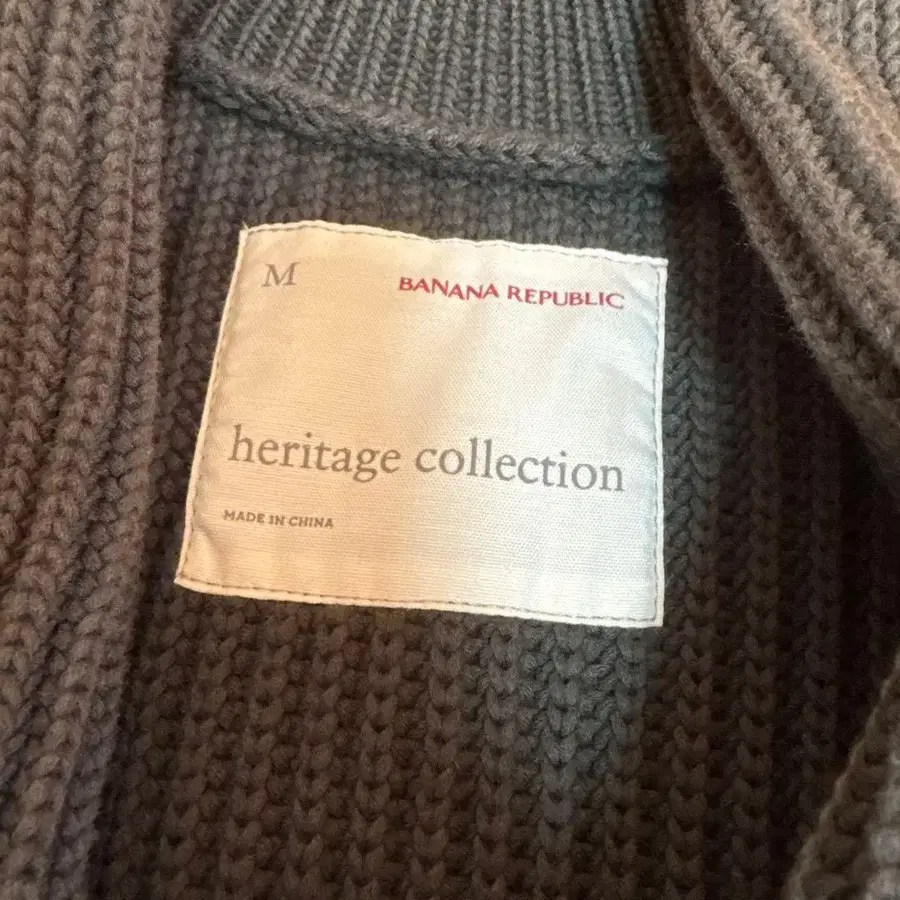 M
BANANA REPUBLIC
heritage collection
MADE IN CHINA